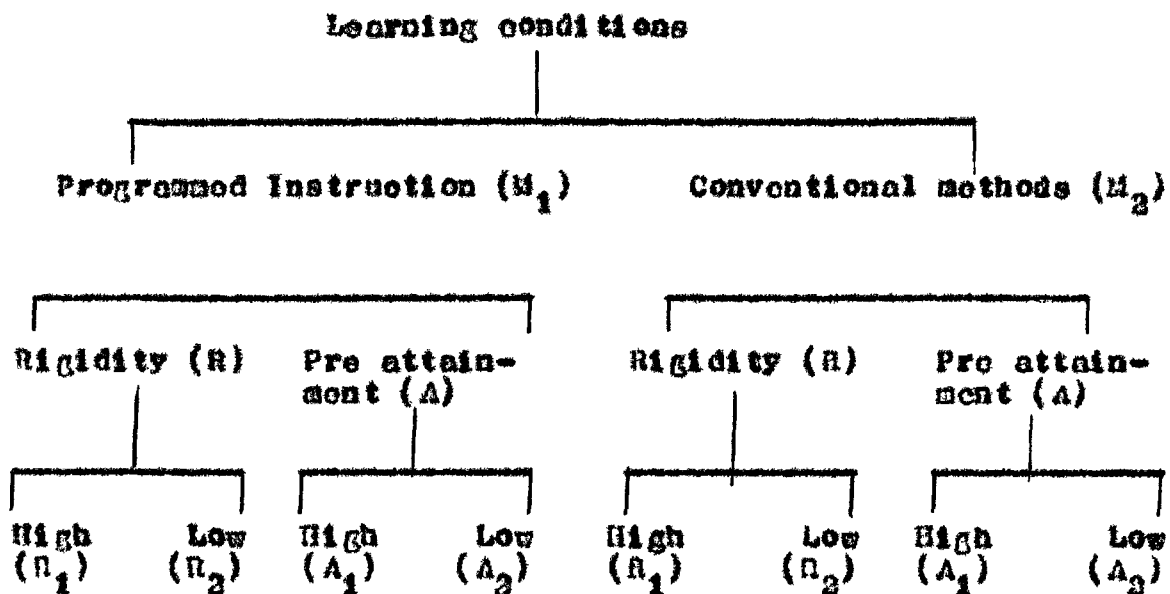 Learning conditions
Programmed Instruction (M₁) Conventional methods (M₂)
Rigidity (R) Pre attain- Rigidity (R) Pre attain-
ment (A) ment (A)
High Low High Low High Low High Low
(R₁) (R₂) (A₁) (A₂) (R₁) (R₂) (A₁) (A₂)